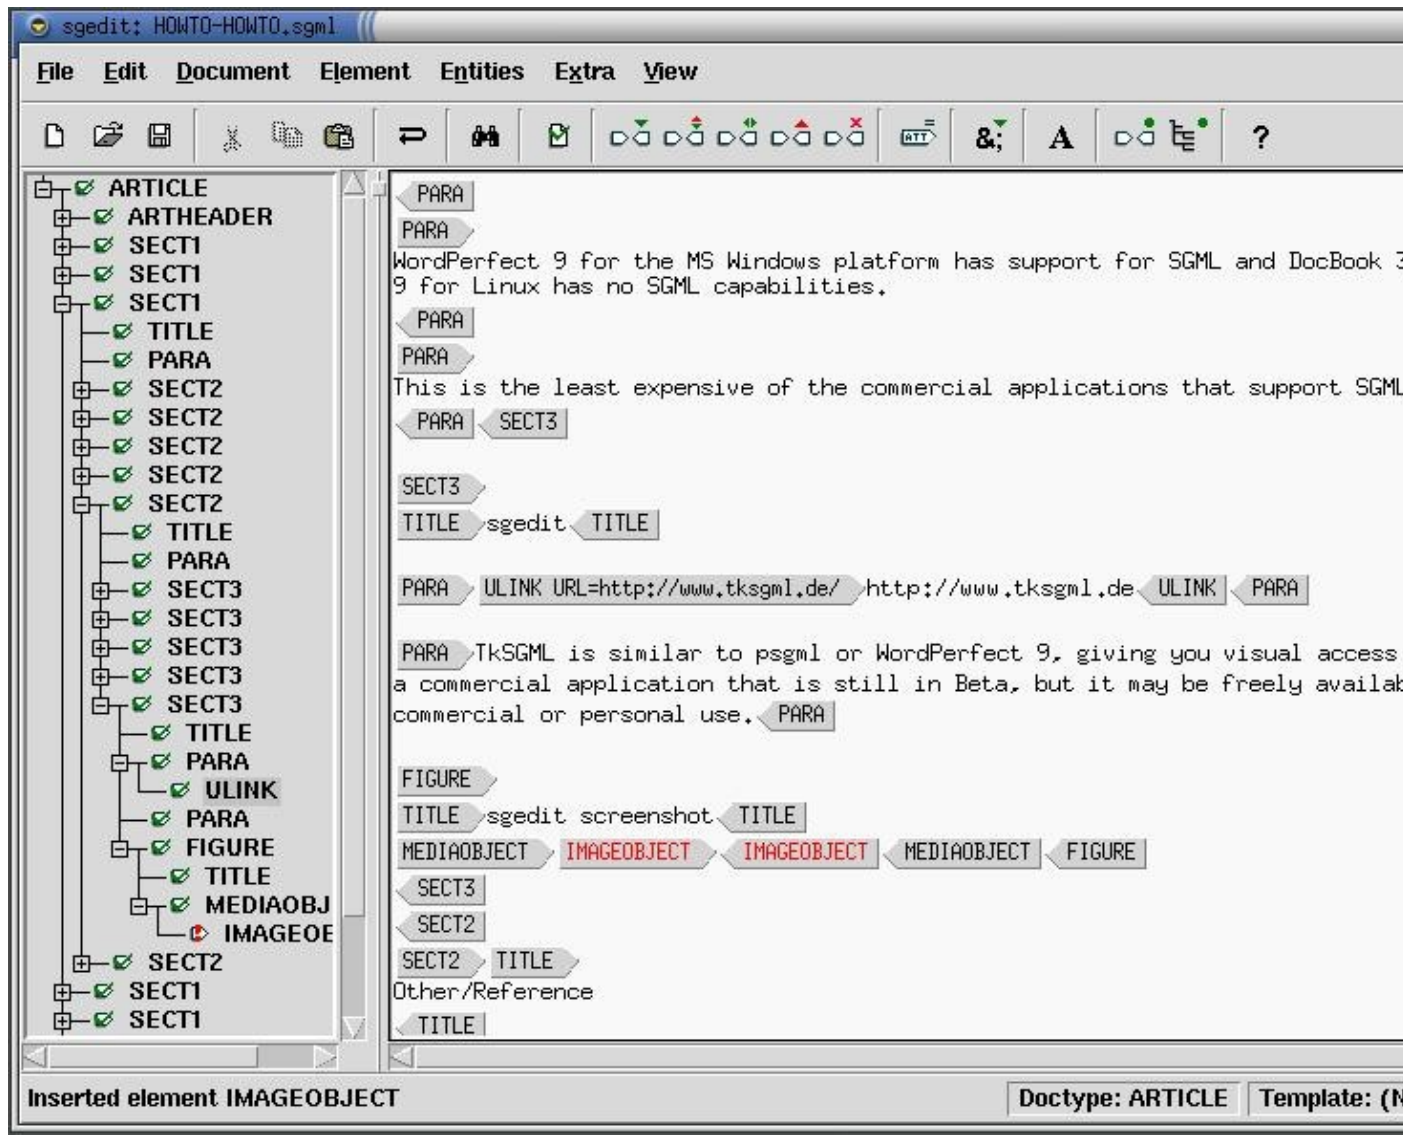 sgedit: HOWTO-HOWTO.sgml
File Edit Document Element Entities Extra View
ATT &; A ?
ARTICLE
ARTHEADER
SECT1
SECT1
SECT1
TITLE
PARA
SECT2
SECT2
SECT2
SECT2
SECT2
TITLE
PARA
SECT3
SECT3
SECT3
SECT3
SECT3
TITLE
PARA
ULINK
PARA
FIGURE
TITLE
MEDIAOBJ
IMAGEOE
SECT2
SECT1
SECT1
PARA
PARA
WordPerfect 9 for the MS Windows platform has support for SGML and DocBook 3
9 for Linux has no SGML capabilities.
PARA
PARA
This is the least expensive of the commercial applications that support SGML
PARA SECT3
SECT3
TITLE sgedit TITLE
PARA ULINK URL=http://www.tksgml.de/ http://www.tksgml.de ULINK PARA
PARA TkSGML is similar to psgml or WordPerfect 9, giving you visual access
a commercial application that is still in Beta, but it may be freely availab
commercial or personal use. PARA
FIGURE
TITLE sgedit screenshot TITLE
MEDIAOBJECT IMAGEOBJECT IMAGEOBJECT MEDIAOBJECT FIGURE
SECT3
SECT2
SECT2 TITLE
Other/Reference
TITLE
Inserted element IMAGEOBJECT Doctype: ARTICLE Template: (N